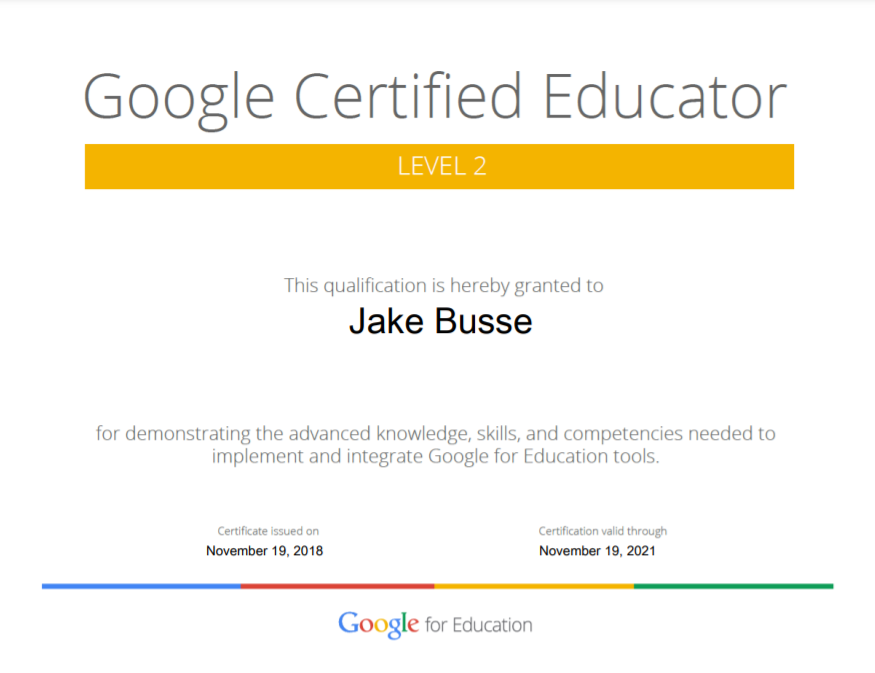 Google Certified Educator
LEVEL 2
This qualification is hereby granted to
Jake Busse
for demonstrating the advanced knowledge, skills, and competencies needed to
implement and integrate Google for Education tools.
Certificate issued on
November 19, 2018
Certification valid through
November 19, 2021
Google for Education